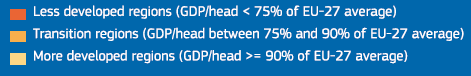 Less developed regions (GDP/head < 75% of EU-27 average)
Transition regions (GDP/head between 75% and 90% of EU-27 average)
More developed regions (GDP/head >= 90% of EU-27 average)